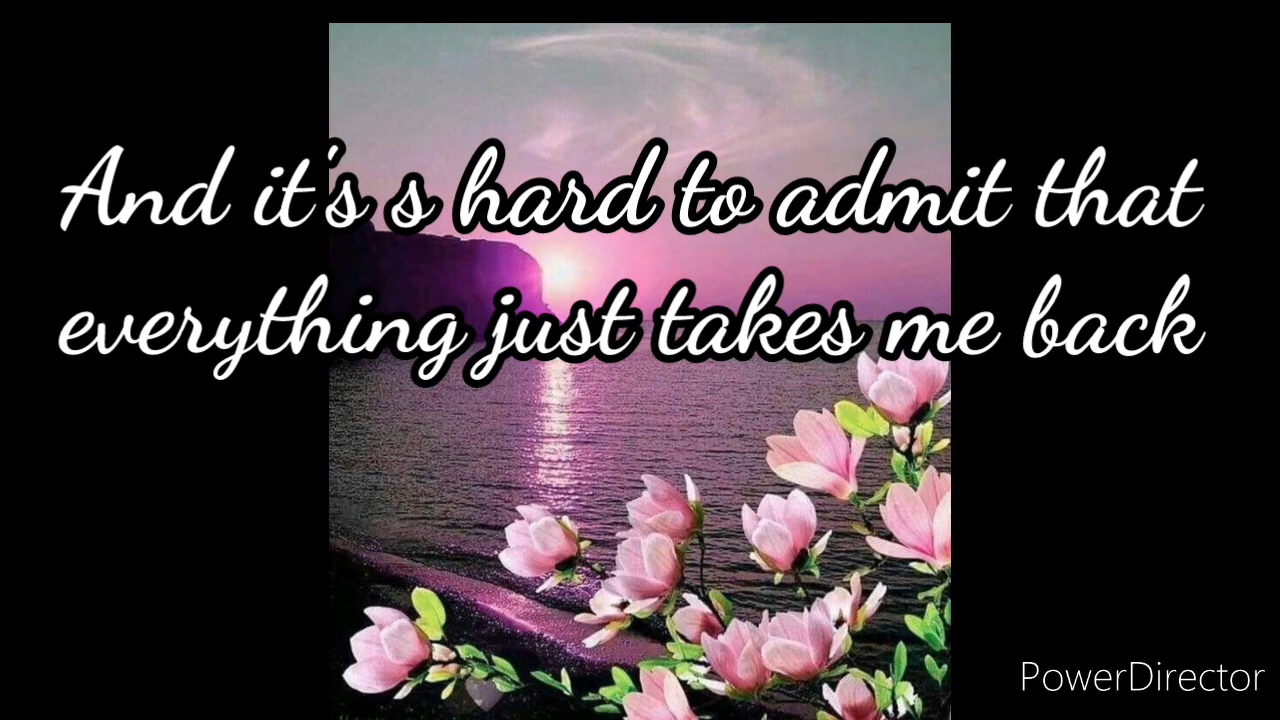 And it's s hard to admit that
everything just takes me back
PowerDirector